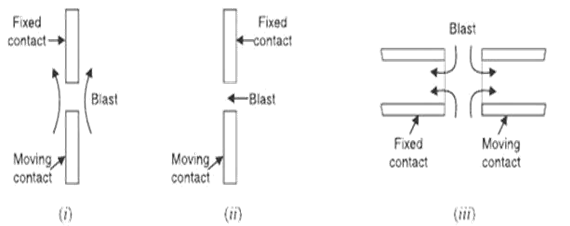 Fixed
contact
Blast
Moving
contact
(i)
Fixed
contact
Blast
Moving
contact
(ii)
Blast
Fixed
contact
Moving
contact
(iii)